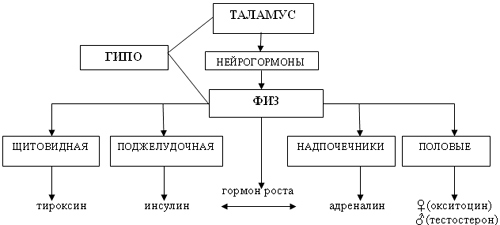 ТАЛАМУС
ГИПО
НЕЙРОГОРМОНЫ
ФИЗ
ЩИТОВИДНАЯ
ПОДЖЕЛУДОЧНАЯ
НАДПОЧЕЧНИКИ
ПОЛОВЫЕ
тироксин
инсулин
гормон роста
адреналин
♀(окситоцин)
♂(тестостерон)